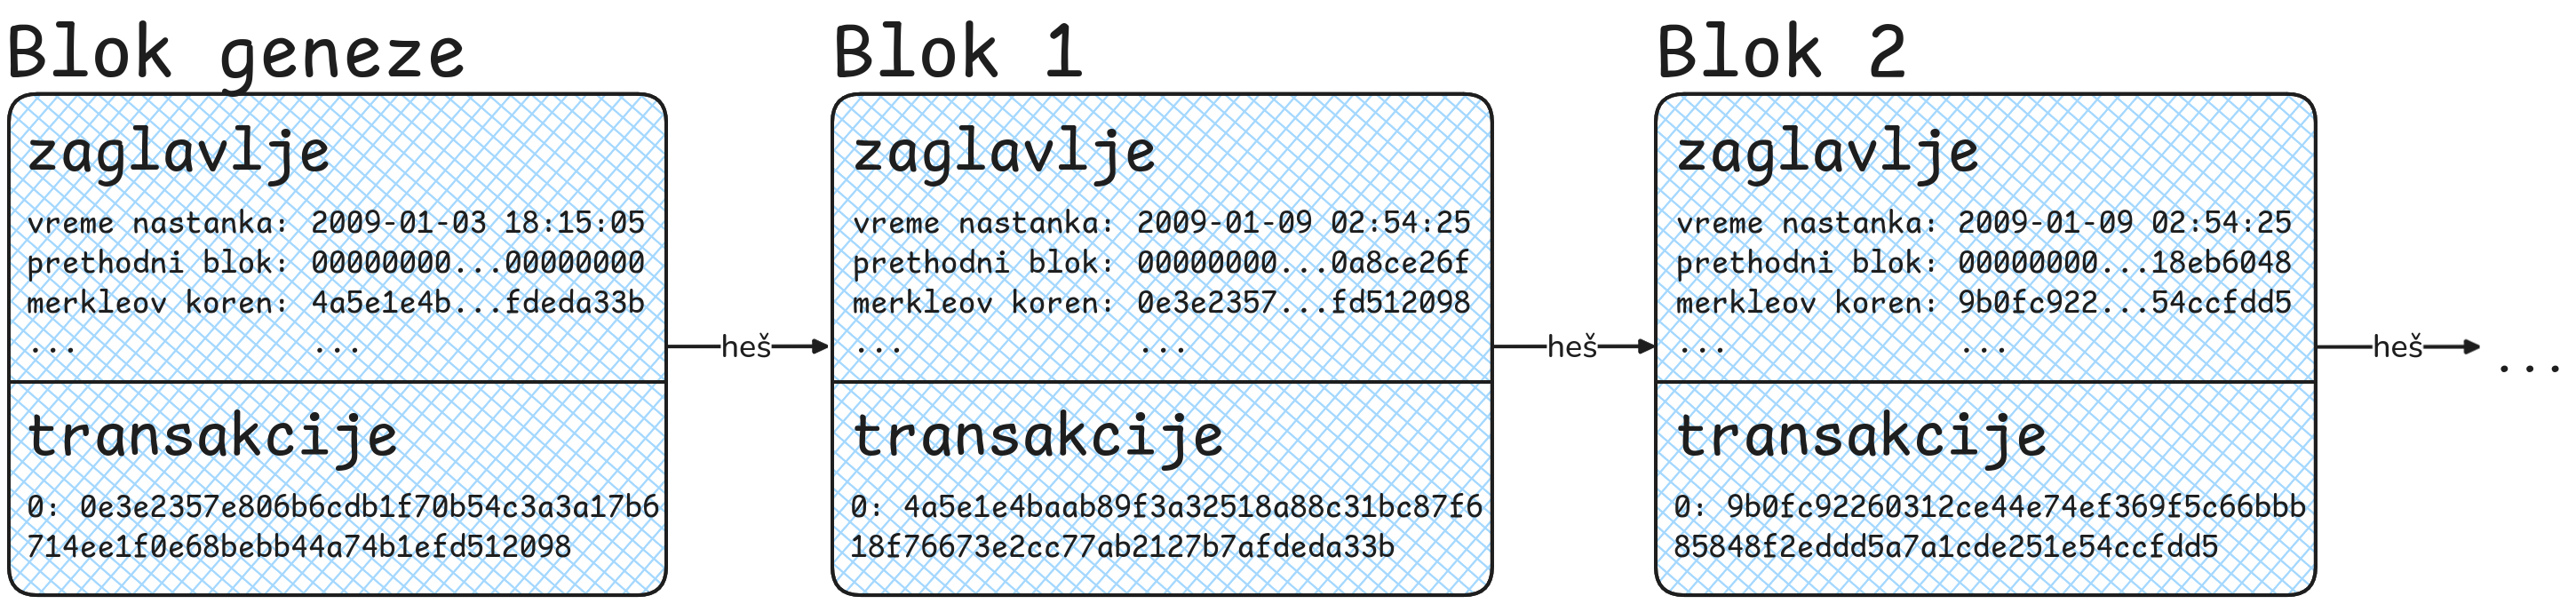 Blok geneze
zaglavlje
vreme nastanka: 2009-01-03 18:15:05
prethodni blok: 00000000...00000000
merkleov koren: 4a5e1e4b...fdeda33b
... ...
transakcije
0: 0e3e2357e806b6cdb1f70b54c3a3a17b6
714ee1f0e68bebb44a74b1efd512098
heš
Blok 1
zaglavlje
vreme nastanka: 2009-01-09 02:54:25
prethodni blok: 00000000...0a8ce26f
merkleov koren: 0e3e2357...fd512098
... ...
transakcije
0: 4a5e1e4baab89f3a32518a88c31bc87f6
18f76673e2cc77ab2127b7afdeda33b
heš
Blok 2
zaglavlje
vreme nastanka: 2009-01-09 02:54:25
prethodni blok: 00000000...18eb6048
merkleov koren: 9b0fc922...54ccfdd5
... ...
transakcije
0: 9b0fc92260312ce44e74ef369f5c66bbb
85848f2eddd5a7a1cde251e54ccfdd5
heš
...